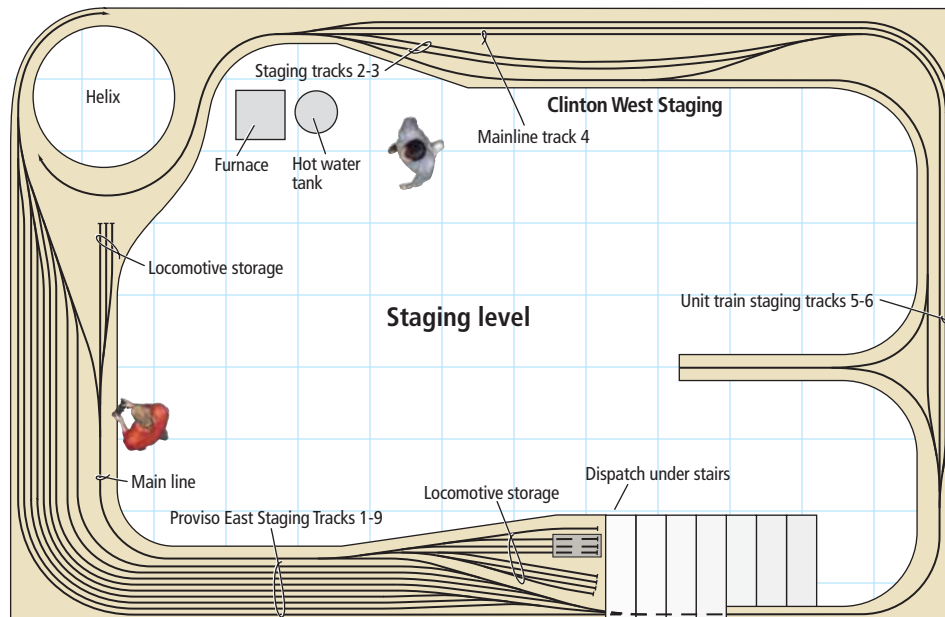 Staging tracks 2-3
Helix
Clinton West Staging
Mainline track 4
Furnace
Hot water
tank
Locomotive storage
Unit train staging tracks 5-6
Staging level
Dispatch under stairs
Main line
Locomotive storage
Proviso East Staging Tracks 1-9